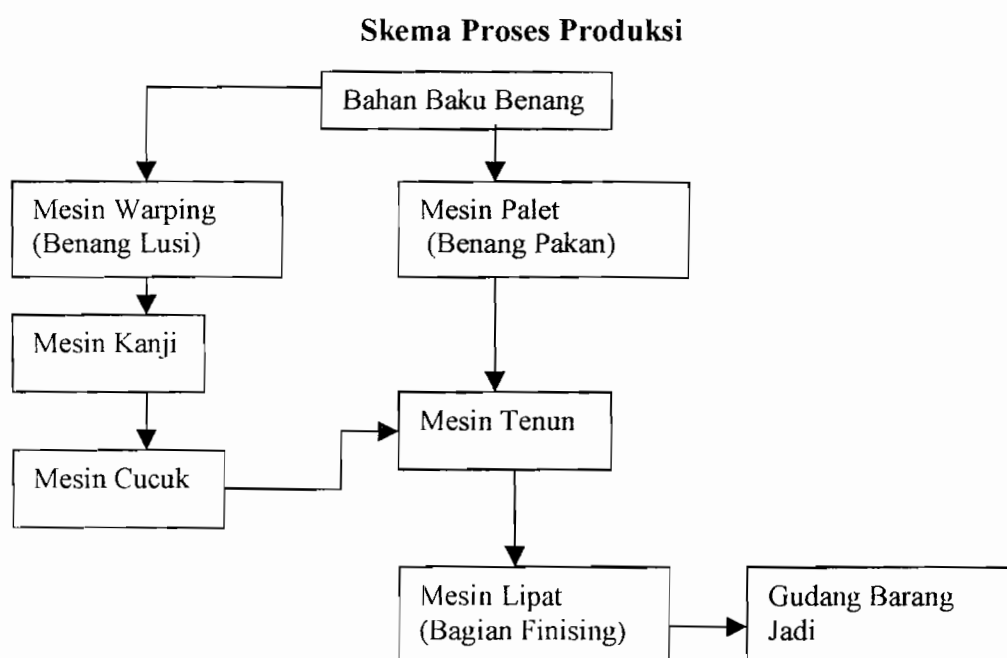 Skema Proses Produksi
Bahan Baku Benang
Mesin Warping
(Benang Lusi)
Mesin Palet
(Benang Pakan)
Mesin Kanji
Mesin Tenun
Mesin Cucuk
Mesin Lipat
(Bagian Finising)
Gudang Barang
Jadi